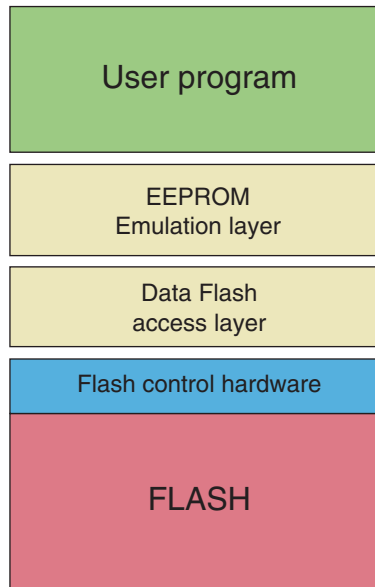 User program
EEPROM
Emulation layer
Data Flash
access layer
Flash control hardware
FLASH